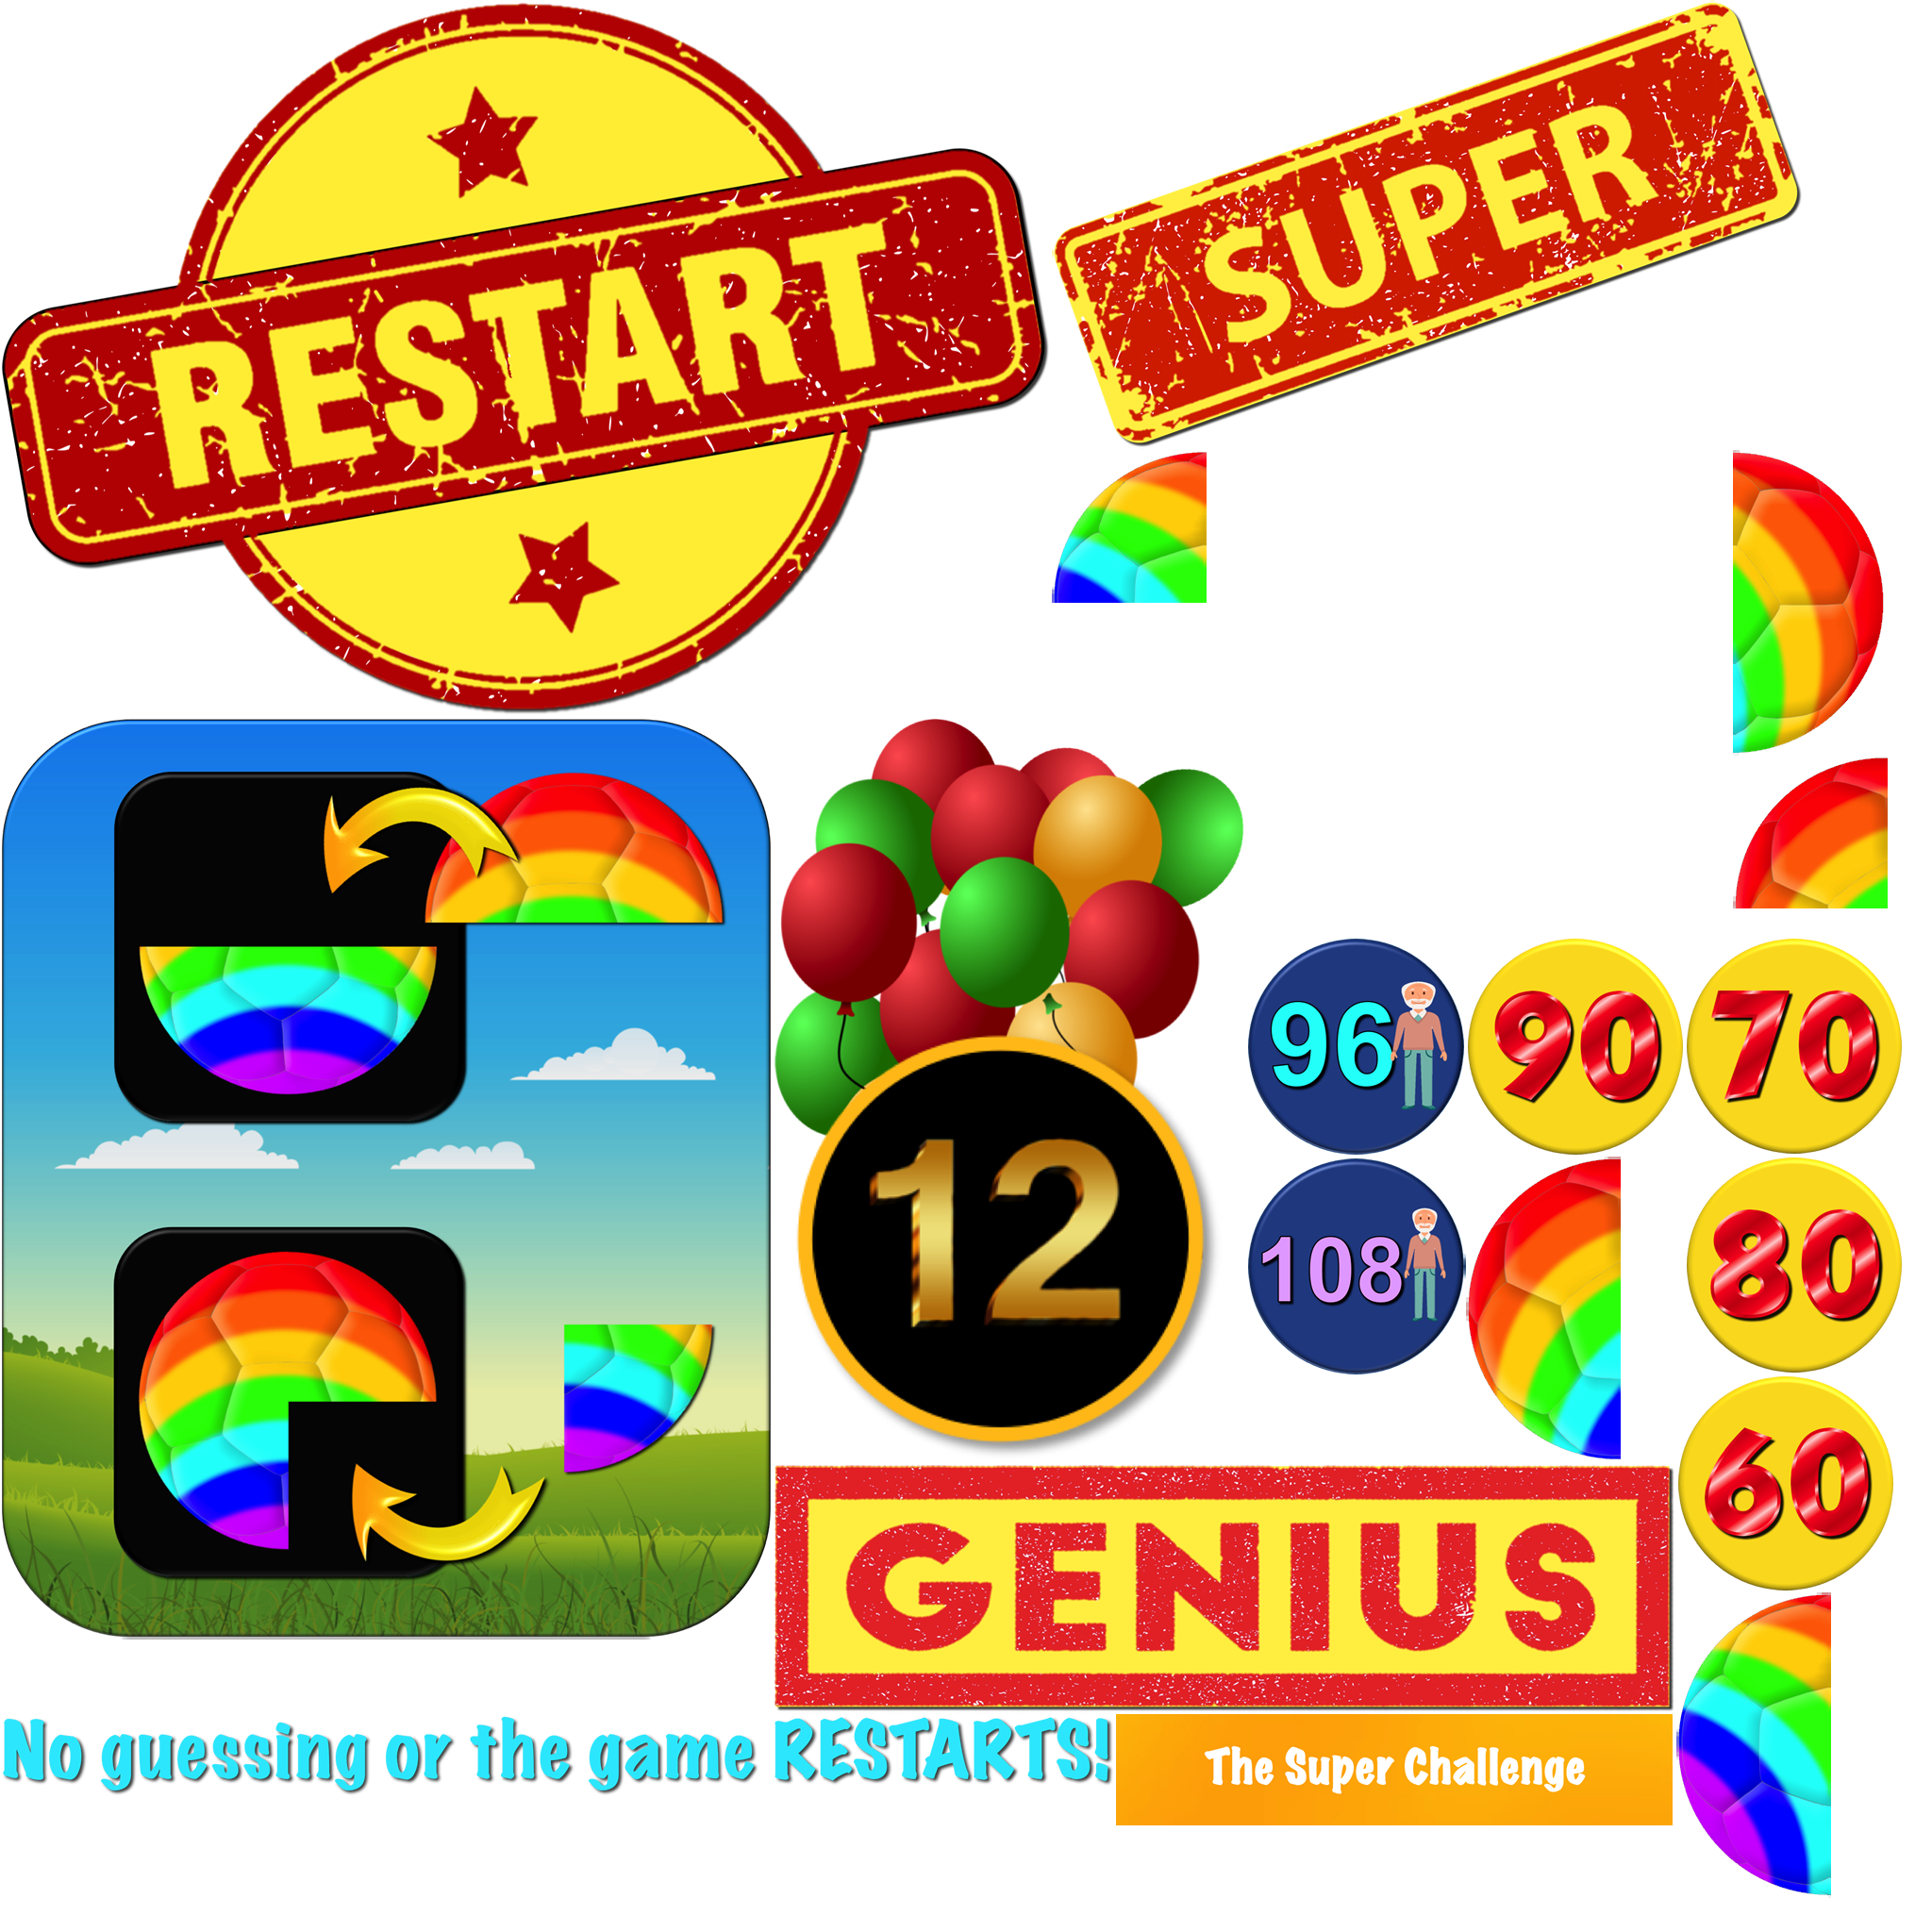 RESTART
SUPER
96
90
70
12
108
80
60
GENIUS
No guessing or the game RESTARTS!
The Super Challenge